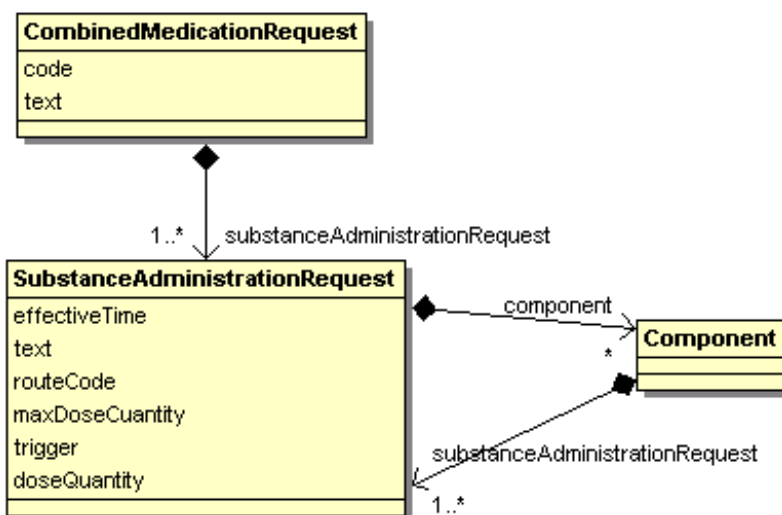 CombinedMedicationRequest
code
text
1..* substanceAdministrationRequest
SubstanceAdministrationRequest
effectiveTime
text
routeCode
maxDoseCuantity
trigger
doseQuantity
component
*
Component
substanceAdministrationRequest
1..*